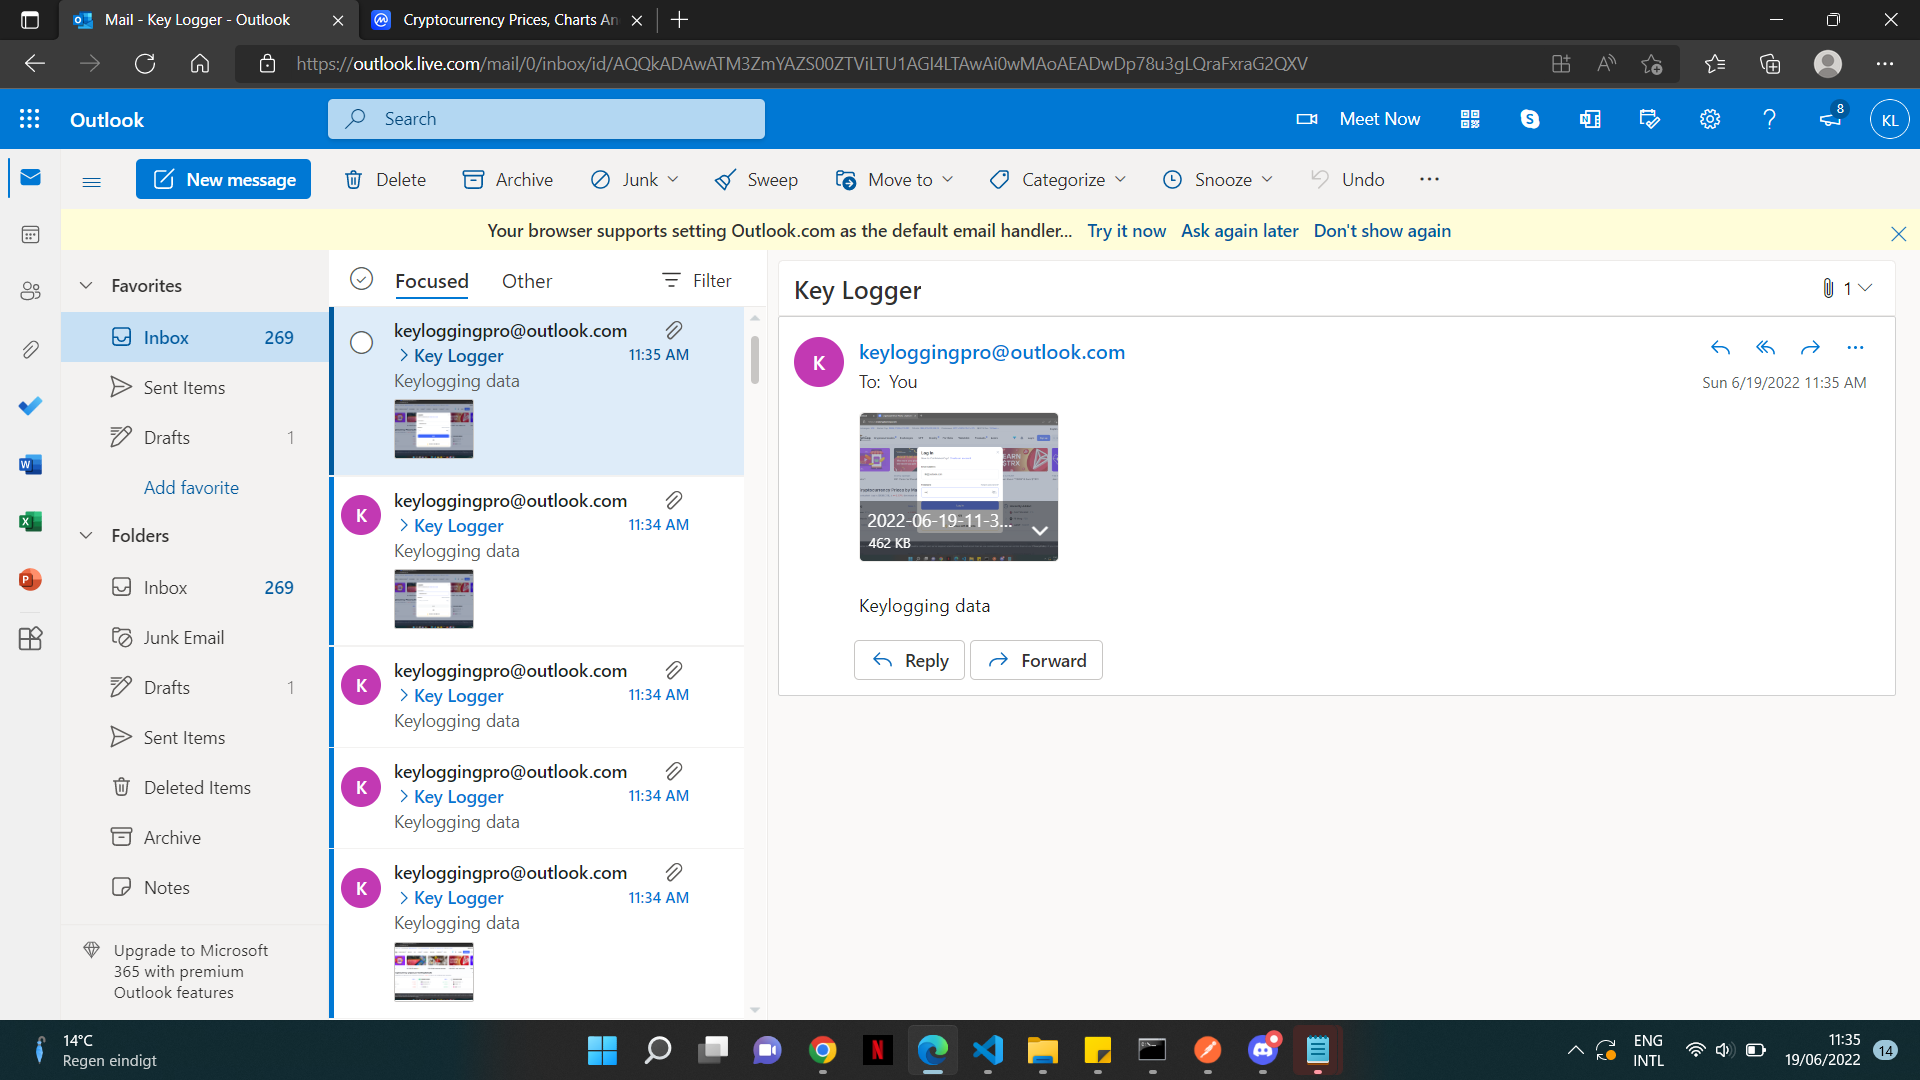 Mail - Key Logger - Outlook
Cryptocurrency Prices, Charts An
https://outlook.live.com/mail/0/inbox/id/AQQkADAwATM3ZmYAZS00ZTViLTU1AGI4LTAwAi0wMAoAEADwDp78u3gLQraFxraG2QXV
Outlook
Search
Meet Now
8
KL
New message
Delete
Archive
Junk
Sweep
Move to
Categorize
Snooze
Undo
Your browser supports setting Outlook.com as the default email handler... Try it now Ask again later Don't show again
Favorites
Inbox 269
Sent Items
Drafts 1
Add favorite
Folders
Inbox 269
Junk Email
Drafts 1
Sent Items
Deleted Items
Archive
Notes
Upgrade to Microsoft
365 with premium
Outlook features
Focused
Other
Filter
keyloggingpro@outlook.com
Key Logger 11:35 AM
Keylogging data
K
keyloggingpro@outlook.com
Key Logger 11:34 AM
Keylogging data
K
keyloggingpro@outlook.com
Key Logger 11:34 AM
Keylogging data
K
keyloggingpro@outlook.com
Key Logger 11:34 AM
Keylogging data
K
keyloggingpro@outlook.com
Key Logger 11:34 AM
Keylogging data
Key Logger
1
K
keyloggingpro@outlook.com
To: You
Sun 6/19/2022 11:35 AM
Log In
2022-06-19-11-3...
462 KB
Keylogging data
Reply
Forward
14°C
Regen eindigt
ENG
INTL
11:35
19/06/2022
14